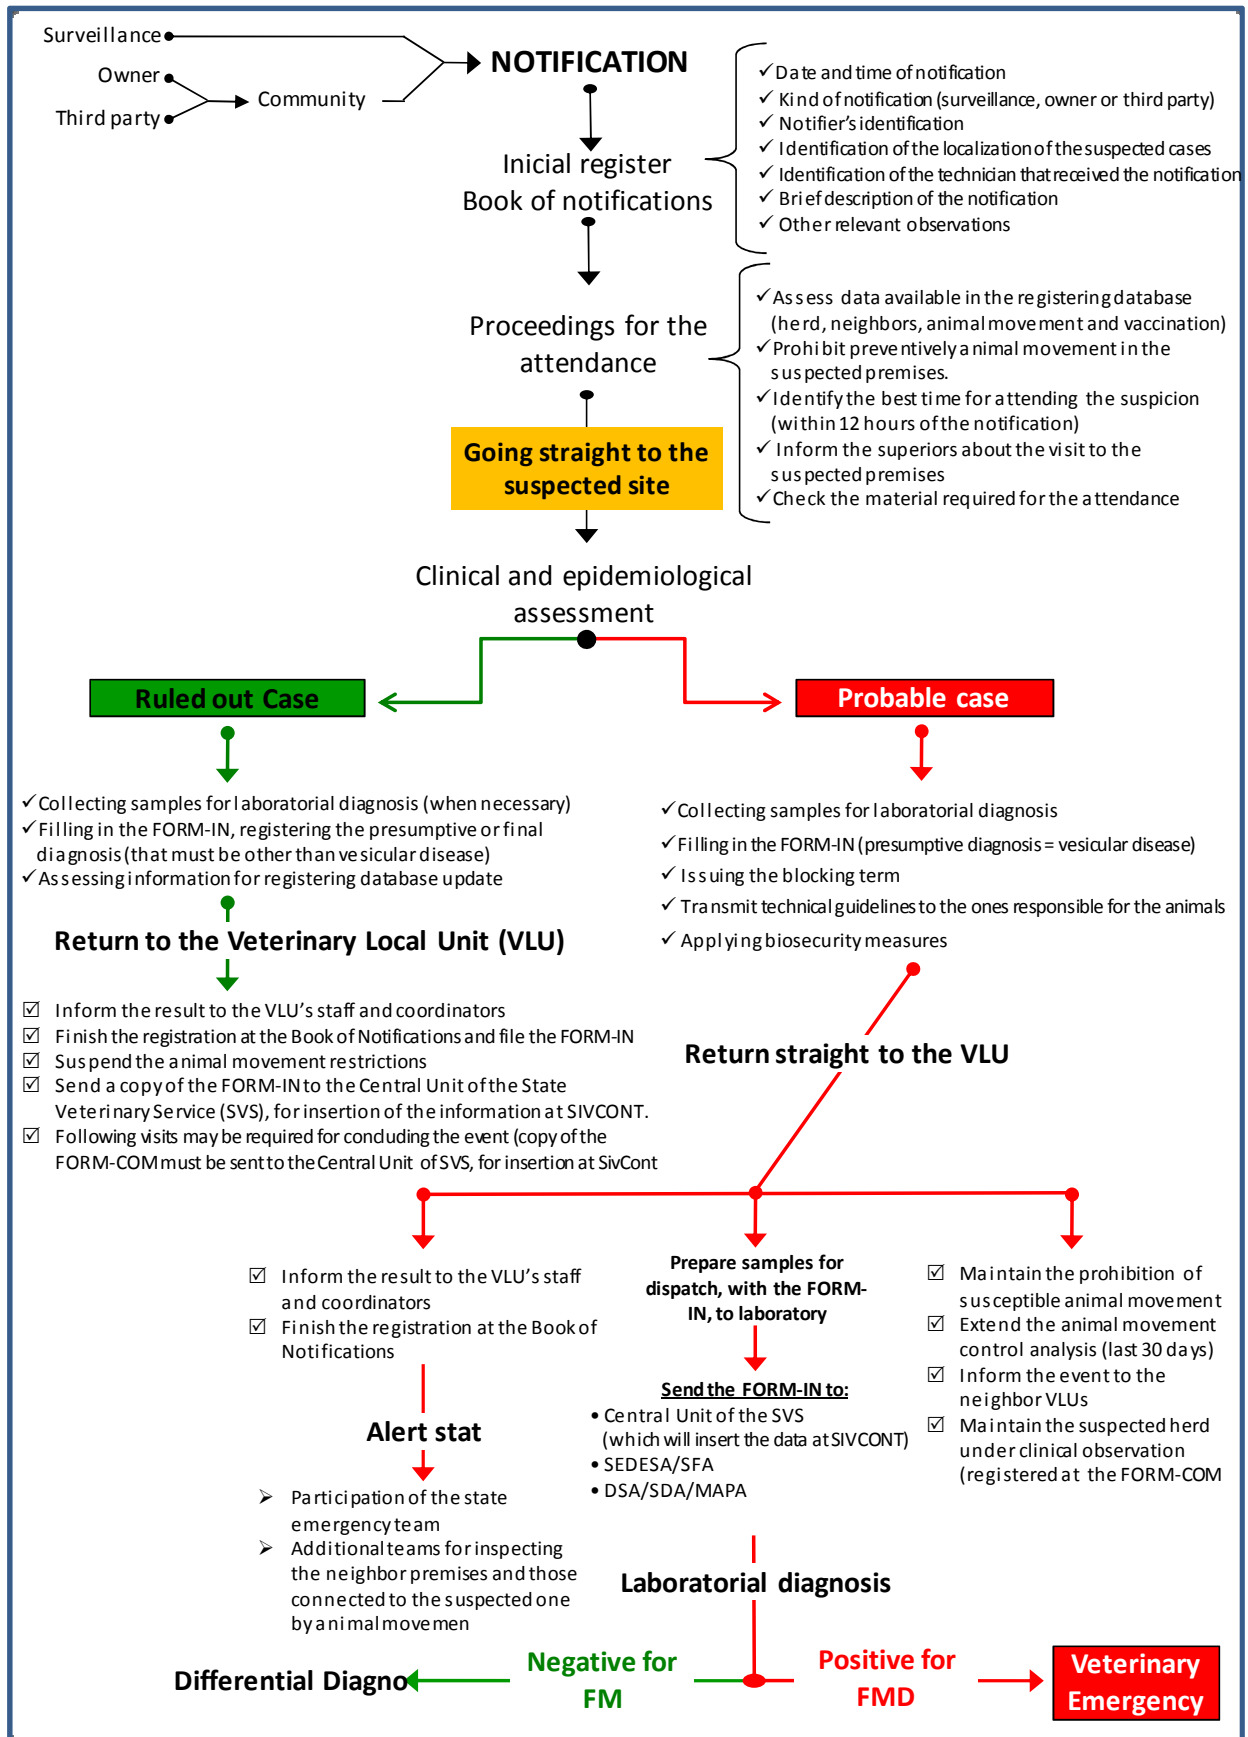 Surveillance
Owner
Third party
Community
NOTIFICATION
Inicial register
Book of notifications
✓Date and time of notification
✓ Kind of notification (surveillance, owner or third party)
✓Notifier's identification
✓ Identification of the localization of the suspected cases
✓Identification of the technician that received the notification
✓Brief description of the notification
✓ Other relevant observations
Proceedings for the
attendance
✓Assess data available in the registering database
(herd, neighbors, animal movement and vaccination)
✓Prohibit preventively animal movement in the
suspected premises.
✓Identify the best time for attending the suspicion
(within 12 hours of the notification)
✓ Inform the superiors about the visit to the
suspected premises
✓Check the material required for the attendance
Going straight to the
suspected site
Clinical and epidemiological
assessment
Ruled out Case
Probable case
✓Collecting samples for laboratorial diagnosis (when necessary)
✓Filling in the FORM-IN, registering the presumptive or final
diagnosis (that must be other than vesicular disease)
✓Assessing information for registering database update
Return to the Veterinary Local Unit (VLU)
☑ Inform the result to the VLU's staff and coordinators
☑ Finish the registration at the Book of Notifications and file the FORM-IN
☑ Suspend the animal movement restrictions
☑ Send a copy of the FORM-IN to the Central Unit of the State
Veterinary Service (SVS), for insertion of the information at SIVCONT.
☑ Following visits may be required for concluding the event (copy of the
FORM-COM must be sent to the Central Unit of SVS, for insertion at SivCont
✓Collecting samples for laboratorial diagnosis
✓Filling in the FORM-IN (presumptive diagnosis = vesicular disease)
✓ Issuing the blocking term
✓ Transmit technical guidelines to the ones responsible for the animals
✓ Applying biosecurity measures
Return straight to the VLU
☑ Inform the result to the VLU's staff
and coordinators
☑ Finish the registration at the Book of
Notifications
Alert stat
➢ Participation of the state
emergency team
➢ Additional teams for inspecting
the neighbor premises and those
connected to the suspected one
by animal movemen
Prepare samples for
dispatch, with the FORM-
IN, to laboratory
Send the FORM-IN to:
• Central Unit of the SVS
(which will insert the data at SIVCONT)
• SEDESA/SFA
• DSA/SDA/MAPA
☑ Maintain the prohibition of
susceptible animal movement
☑ Extend the animal movement
control analysis (last 30 days)
☑ Inform the event to the
neighbor VLUs
☑ Maintain the suspected herd
under clinical observation
(registered at the FORM-COM
Laboratorial diagnosis
Differential Diagno
Negative for
FM
Positive for
FMD
Veterinary
Emergency